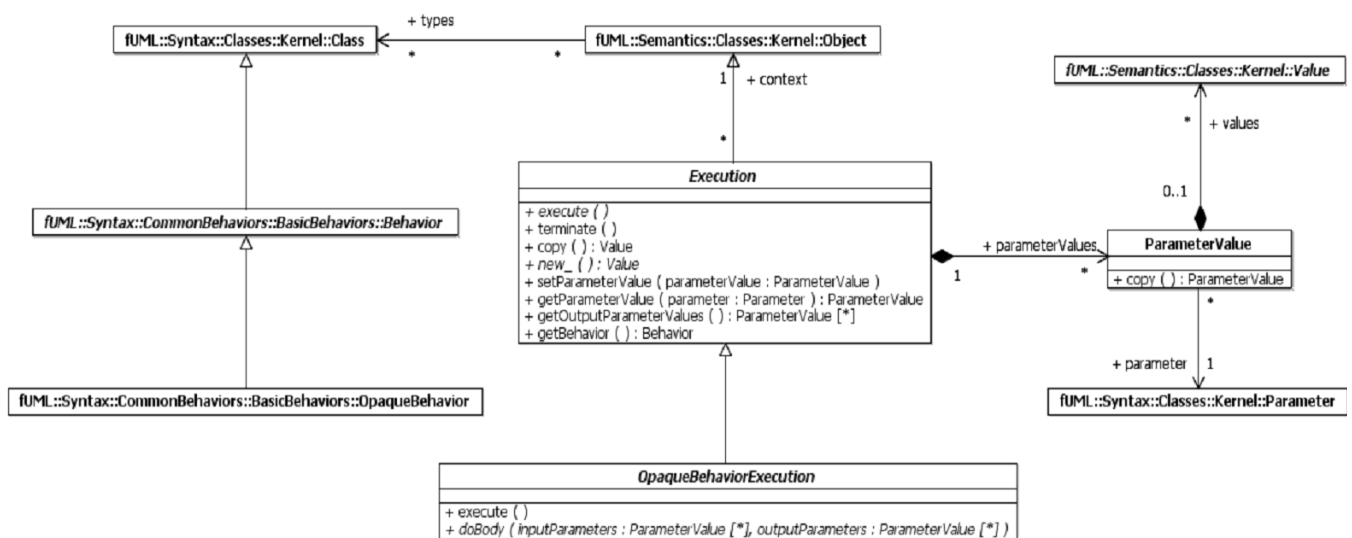 + types
fUML::Syntax::Classes::Kernel::Class
fUML::Semantics::Classes::Kernel::Object
*
*
1
+ context
fUML::Semantics::Classes::Kernel::Value
*
+ values
*
Execution
+ execute ( )
+ terminate ( )
+ copy ( ) : Value
+ new_ ( ) : Value
+ setParameterValue ( parameterValue : ParameterValue )
+ getParameterValue ( parameter : Parameter ) : ParameterValue
+ getOutputParameterValues ( ) : ParameterValue [*]
+ getBehavior ( ) : Behavior
0..1
fUML::Syntax::CommonBehaviors::BasicBehaviors::Behavior
+ parameterValues
1
*
ParameterValue
+ copy ( ) : ParameterValue
*
+ parameter
1
fUML::Syntax::CommonBehaviors::BasicBehaviors::OpaqueBehavior
fUML::Syntax::Classes::Kernel::Parameter
OpaqueBehaviorExecution
+ execute ( )
+ doBody ( inputParameters : ParameterValue [*], outputParameters : ParameterValue [*] )